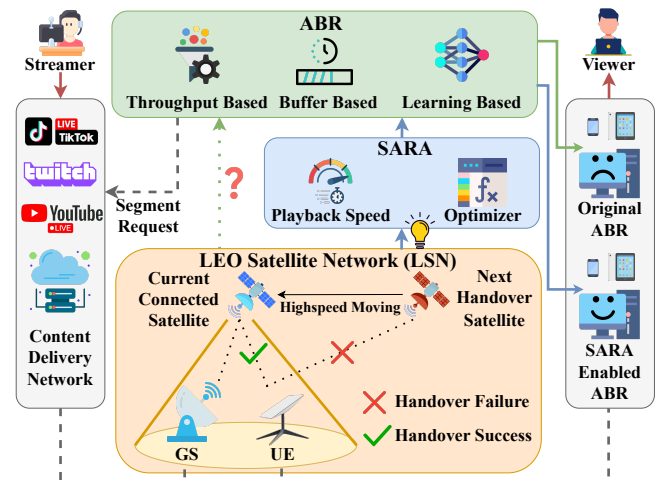 Streamer
LIVE
TikTok
twitch
YouTube
LIVE
Content
Delivery
Network
ABR
Throughput Based
Buffer Based
Learning Based
Segment
Request
?
SARA
Playback Speed
Optimizer
fx
LEO Satellite Network (LSN)
Current
Connected
Satellite
Highspeed Moving
Next
Handover
Satellite
GS
UE
Handover Failure
Handover Success
Viewer
Original
ABR
SARA
Enabled
ABR